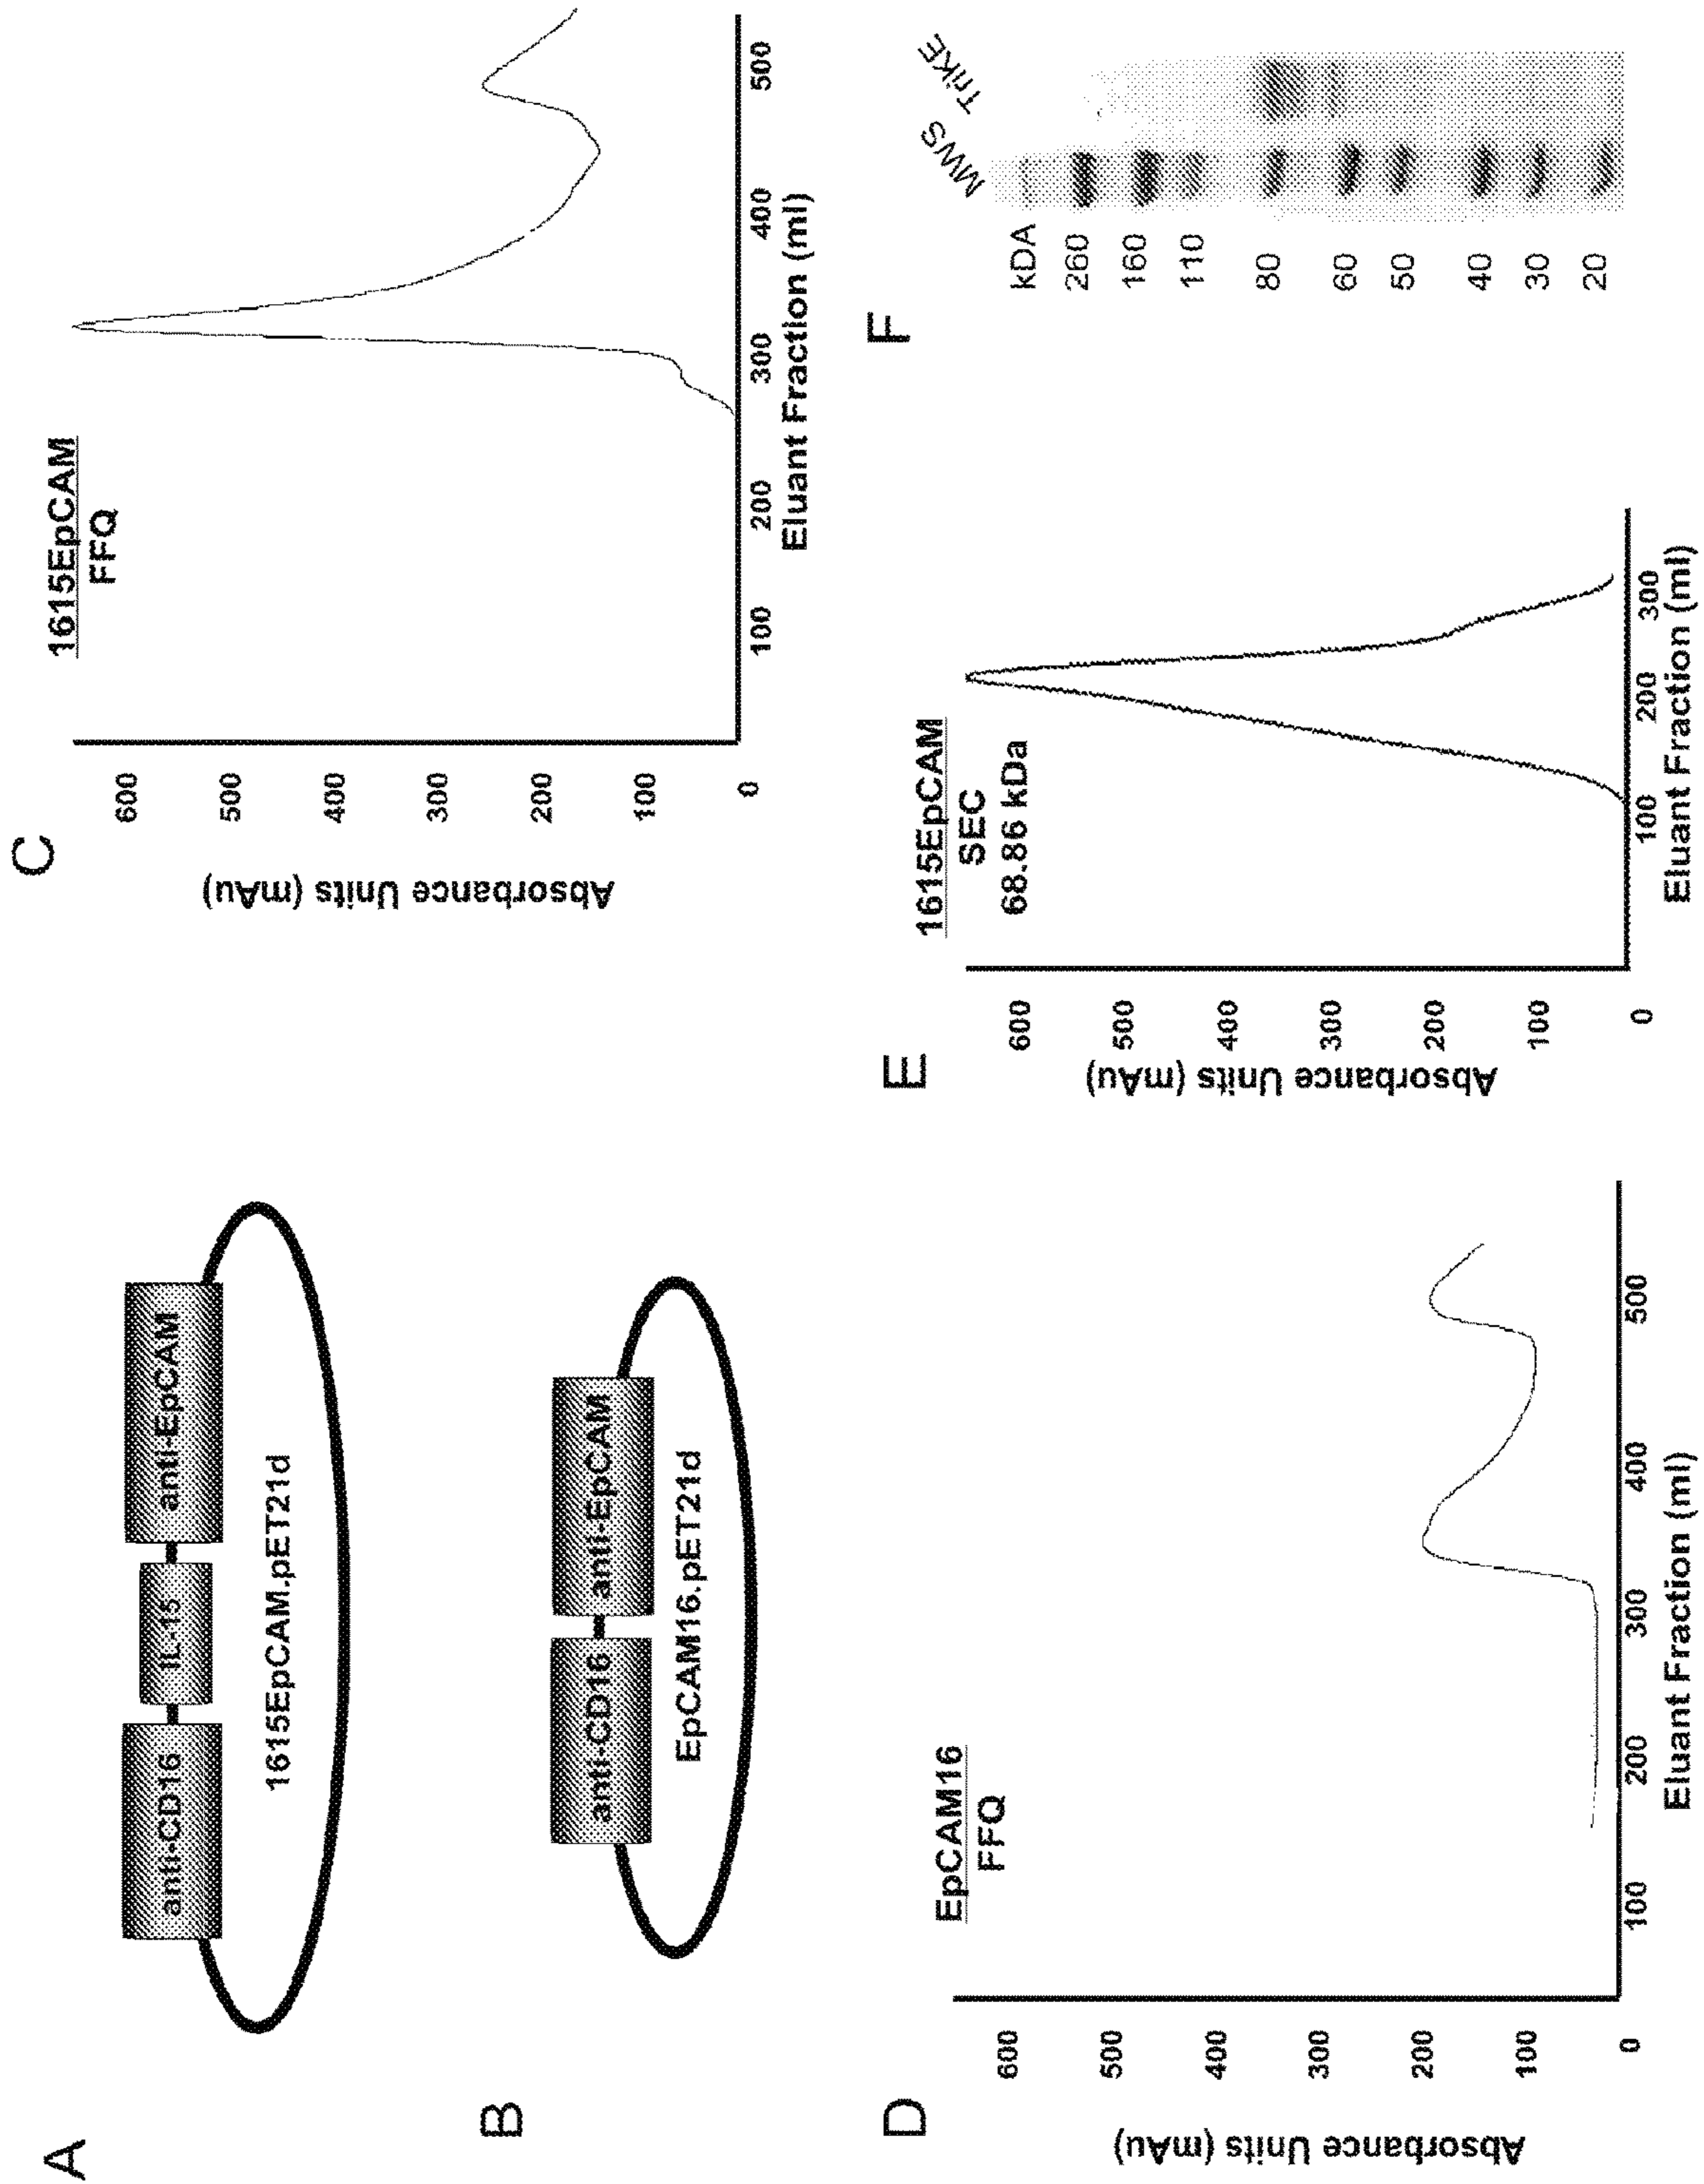 A
anti-CD16
IL-15
anti-EpCAM
1615EpCAM.pET21d
B
anti-CD16
anti-EpCAM
EpCAM16.pET21d
C
1615EpCAM
FFQ
Absorbance Units (mAu)
600
500
400
300
200
100
0
100
200
300
400
500
Eluant Fraction (ml)
D
EpCAM16
FFQ
Absorbance Units (mAu)
600
500
400
300
200
100
0
100
200
300
400
500
Eluant Fraction (ml)
E
1615EpCAM
SEC
68.86 kDa
Absorbance Units (mAu)
600
500
400
300
200
100
0
100
200
300
Eluant Fraction (ml)
F
MWS
TriKE
kDA
260
160
110
80
60
50
40
30
20